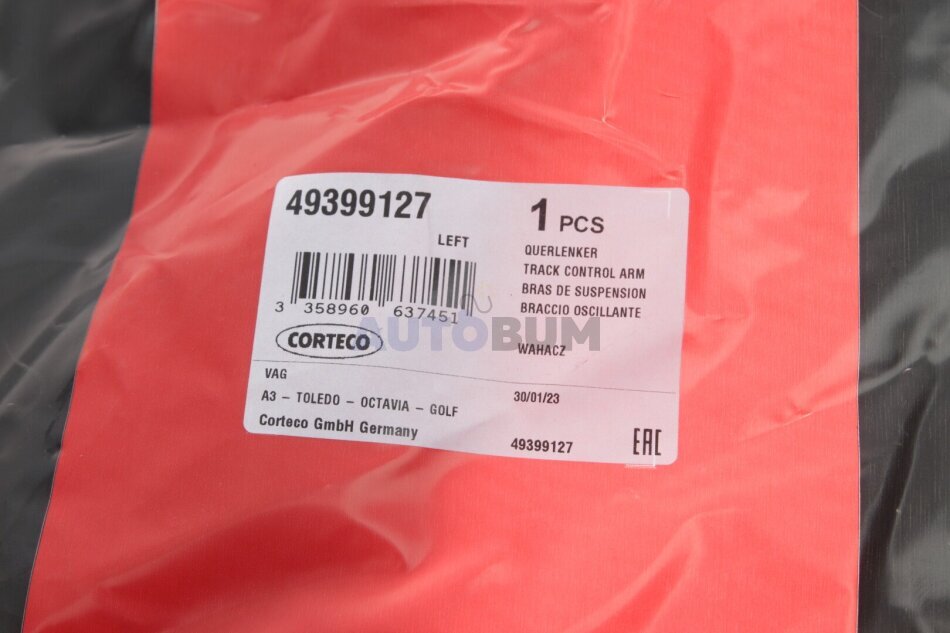 49399127
LEFT
3 358960 637451
CORTECO
1 PCS
QUERLENKER
TRACK CONTROL ARM
BRAS DE SUSPENSION
BRACCIO OSCILLANTE
WAHACZ
AUTOBUM
VAG
A3 – TOLEDO – OCTAVIA – GOLF
30/01/23
Corteco GmbH Germany
49399127
EAC